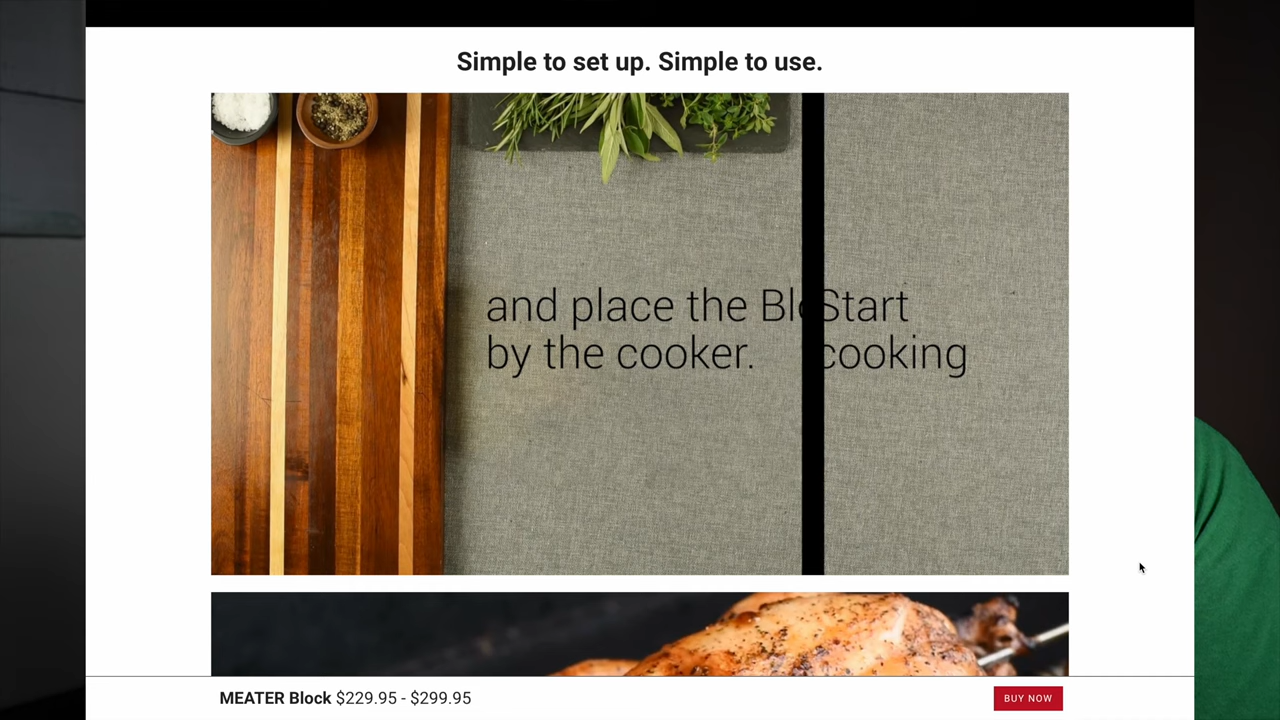 Simple to set up. Simple to use.
and place the
by the cooker.
Start
cooking
MEATER Block $229.95 - $299.95
BUY NOW